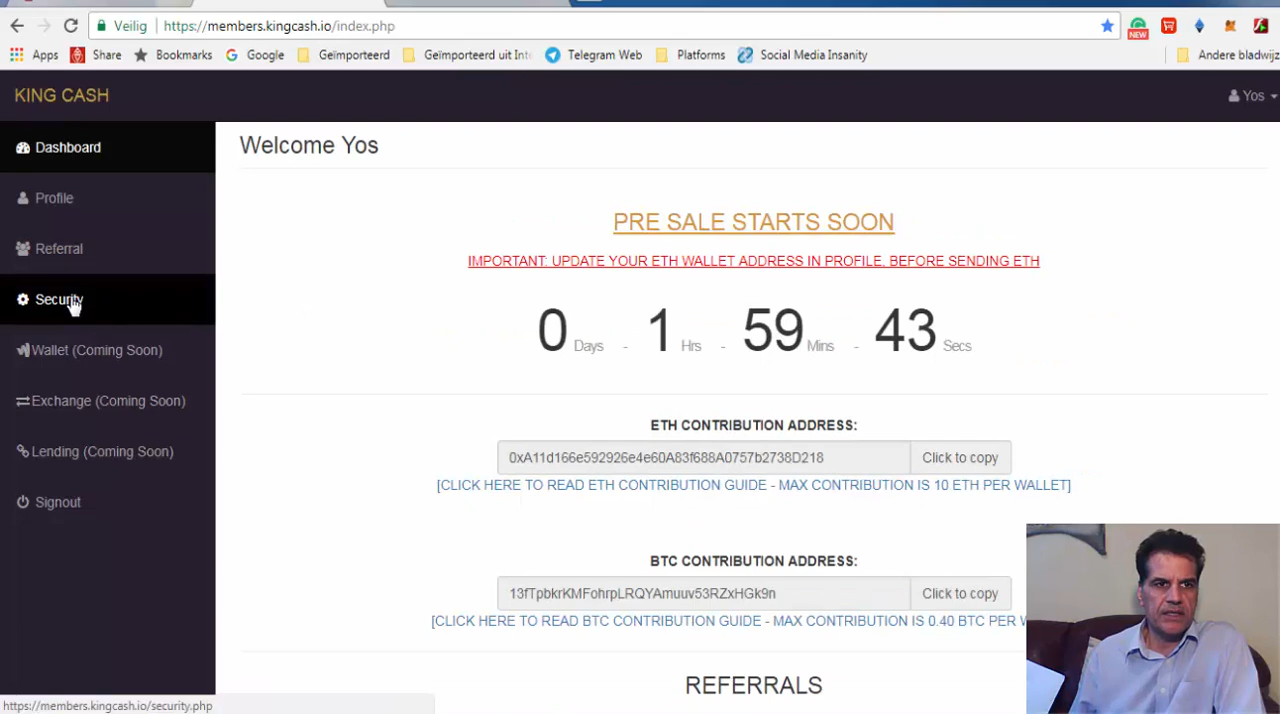 Veilig
https://members.kingcash.io/index.php
NEW
Apps
Share
Bookmarks
Google
Geïmporteerd
Geïmporteerd uit Int
Telegram Web
Platforms
Social Media Insanity
Andere bladwijz
KING CASH
Yos
Dashboard
Profile
Referral
Security
Wallet (Coming Soon)
Exchange (Coming Soon)
Lending (Coming Soon)
Signout
Welcome Yos
PRE SALE STARTS SOON
IMPORTANT: UPDATE YOUR ETH WALLET ADDRESS IN PROFILE, BEFORE SENDING ETH
0 Days - 1 Hrs - 59 Mins - 43 Secs
ETH CONTRIBUTION ADDRESS:
0xA11d166e592926e4e60A83f688A0757b2738D218 Click to copy
[CLICK HERE TO READ ETH CONTRIBUTION GUIDE - MAX CONTRIBUTION IS 10 ETH PER WALLET]
BTC CONTRIBUTION ADDRESS:
13fTpbkrKMFohrpLRQYAmuuv53RZxHGk9n Click to copy
[CLICK HERE TO READ BTC CONTRIBUTION GUIDE - MAX CONTRIBUTION IS 0.40 BTC PER W
REFERRALS
https://members.kingcash.io/security.php